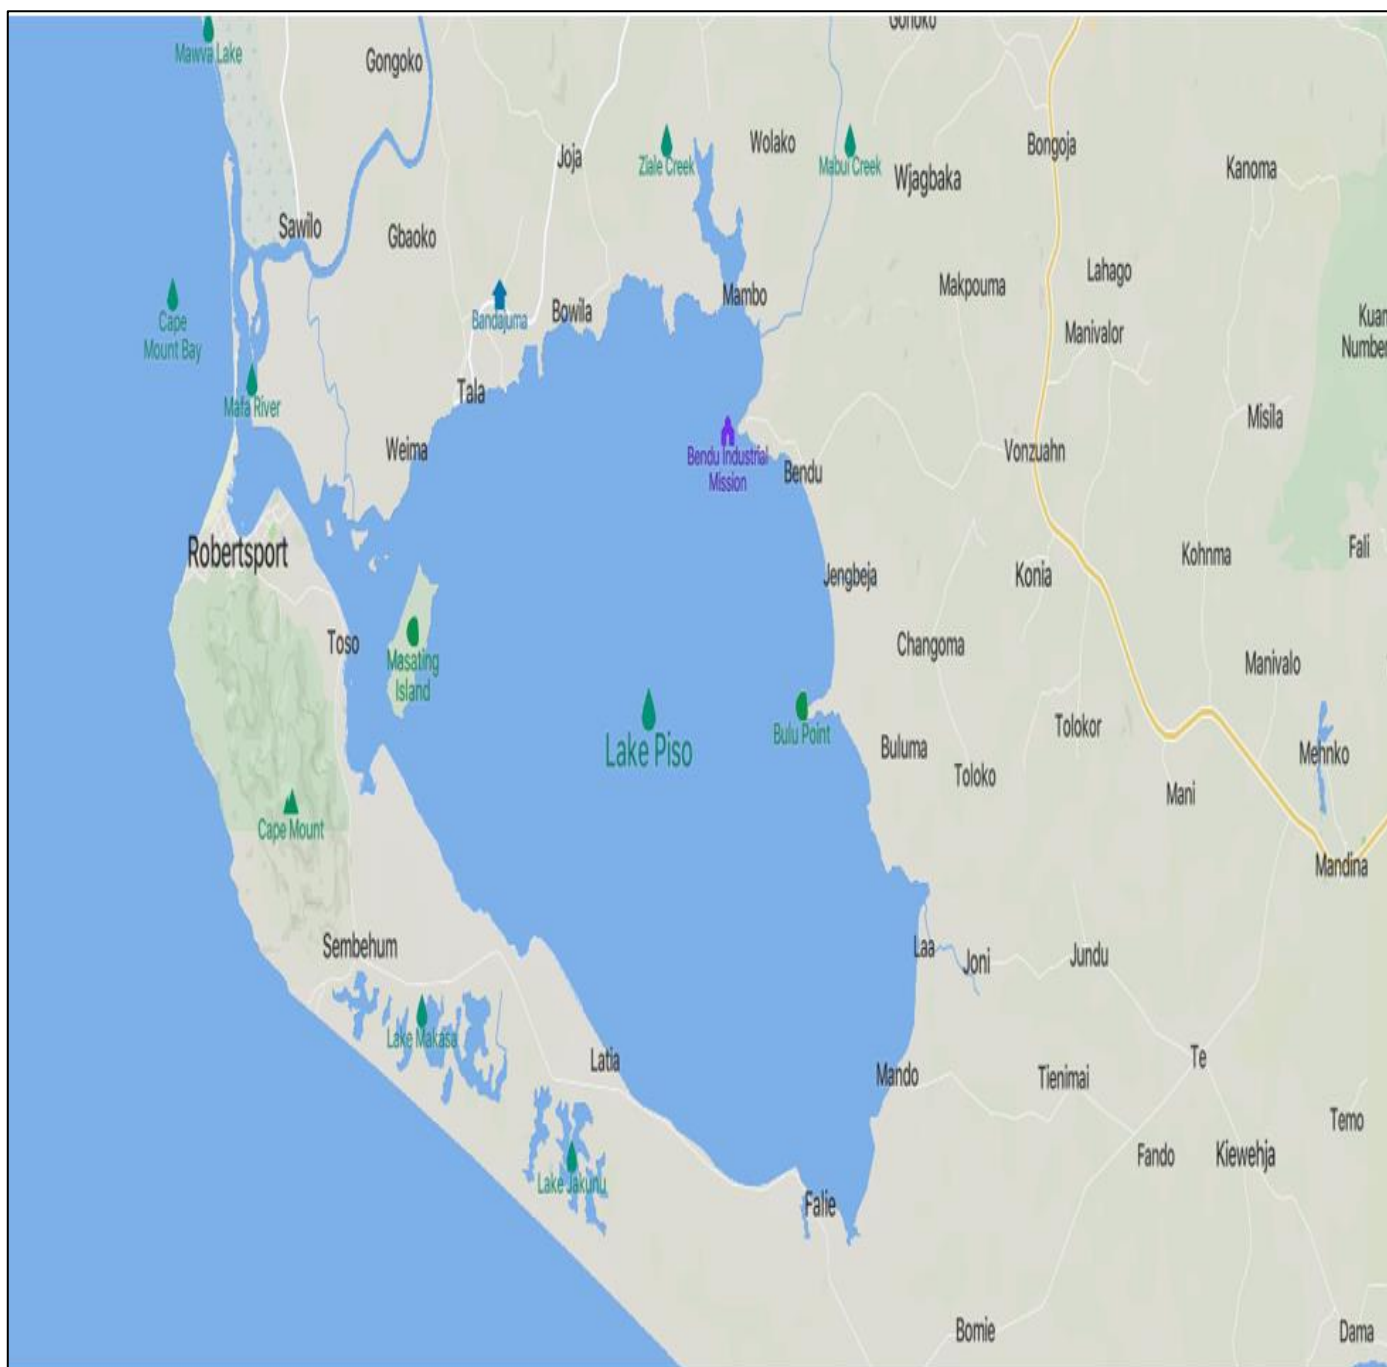 Gonoko
Mawva Lake
Gongoko
Wolako
Bongoja
Joja
Ziale Creek
Mabui Creek
Kanoma
Wjagbaka
Sawilo
Gbaoko
Lahago
Makpouma
Mambo
Bowila
Cape
Mount Bay
Bandajuma
Kuan
Number
Manivalor
Tala
Mafa River
Misila
Weima
Vonzuahn
Bendu Industrial
Mission
Bendu
Robertsport
Fali
Kohnma
Jengbeja
Konia
Toso
Changoma
Masating
Island
Manivalo
Tolokor
Bulu Point
Lake Piso
Buluma
Mehnko
Toloko
Mani
Cape Mount
Mandina
Sembehum
Laa
Joni
Jundu
Lake Makasa
Latia
Te
Mando
Tienimai
Temo
Fando
Kiewehja
Lake Jakunu
Falie
Bomie
Dama